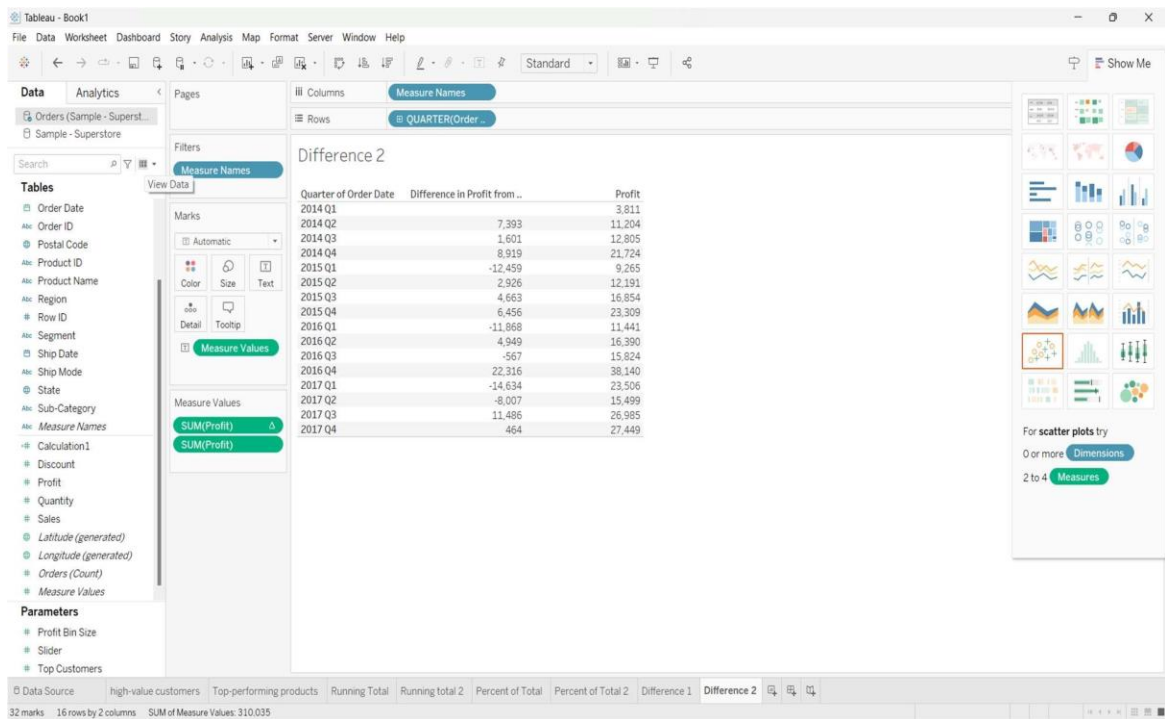 Tableau - Book1
File Data Worksheet Dashboard Story Analysis Map Format Server Window Help
Standard
Show Me
Data Analytics
Orders (Sample - Superst...
Sample - Superstore
Search
View Data
Tables
Order Date
Abc Order ID
Postal Code
Abc Product ID
Abc Product Name
Abc Region
# Row ID
Abc Segment
Ship Date
Abc Ship Mode
State
Abc Sub-Category
Abc Measure Names
=# Calculation1
# Discount
# Profit
# Quantity
# Sales
Latitude (generated)
Longitude (generated)
# Orders (Count)
# Measure Values
Parameters
# Profit Bin Size
# Slider
# Top Customers
Pages
Filters
Measure Names
Marks
Automatic
Color Size Text
Detail Tooltip
Measure Values
Measure Values
SUM(Profit) Δ
SUM(Profit)
Columns Measure Names
Rows QUARTER(Order ..
Difference 2
Quarter of Order Date Difference in Profit from .. Profit
2014 Q1 3,811
2014 Q2 7,393 11,204
2014 Q3 1,601 12,805
2014 Q4 8,919 21,724
2015 Q1 -12,459 9,265
2015 Q2 2,926 12,191
2015 Q3 4,663 16,854
2015 Q4 6,456 23,309
2016 Q1 -11,868 11,441
2016 Q2 4,949 16,390
2016 Q3 -567 15,824
2016 Q4 22,316 38,140
2017 Q1 -14,634 23,506
2017 Q2 -8,007 15,499
2017 Q3 11,486 26,985
2017 Q4 464 27,449
For scatter plots try
0 or more Dimensions
2 to 4 Measures
Data Source high-value customers Top-performing products Running Total Running total 2 Percent of Total Percent of Total 2 Difference 1 Difference 2
32 marks 16 rows by 2 columns SUM of Measure Values: 310,035